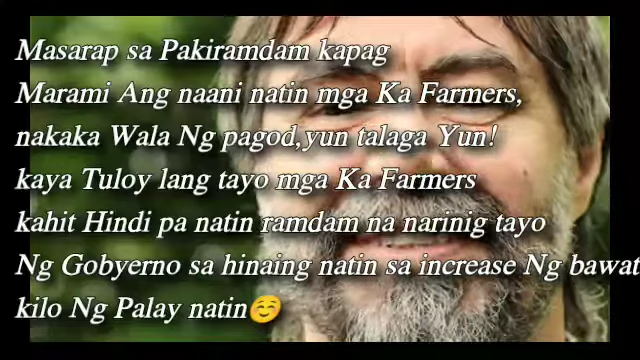 Masarap sa Pakiramdam kapag
Marami Ang naani natin mga Ka Farmers,
nakaka Wala Ng pagod,yun talaga Yun!
kaya Tuloy lang tayo mga Ka Farmers
kahit Hindi pa natin ramdam na narinig tayo
Ng Gobyerno sa hinaing natin sa increase Ng bawat
kilo Ng Palay natin☺️